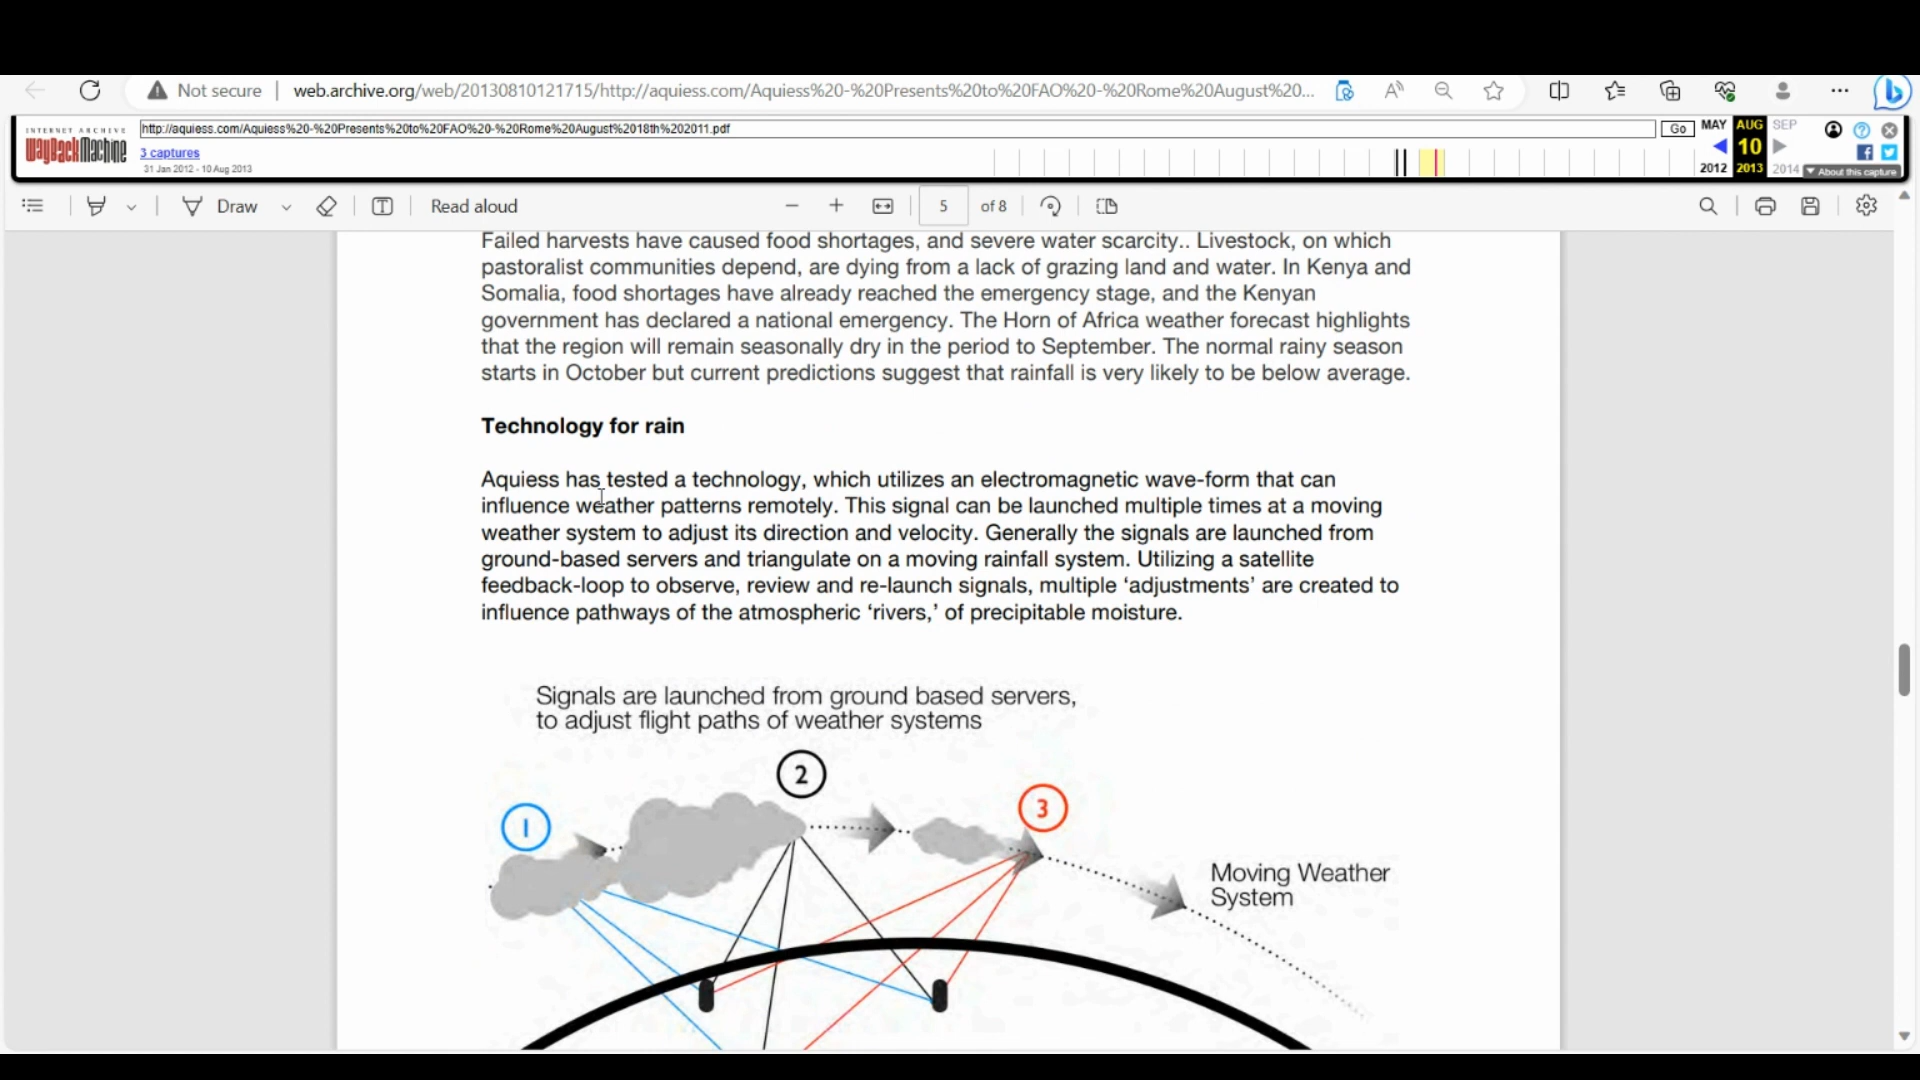 Not secure
web.archive.org/web/20130810121715/http://aquiess.com/Aquiess%20-%20Presents%20to%20FAO%20-%20Rome%20August%20...
INTERNET ARCHIVE
WayBackMachine
http://aquiess.com/Aquiess%20-%20Presents%20to%20FAO%20-%20Rome%20August%2018th%202011.pdf
Go
MAY AUG SEP
3 captures
31 Jan 2012 - 10 Aug 2013
10
2012 2013 2014
About this capture
Draw
Read aloud
5 of 8
Failed harvests have caused food shortages, and severe water scarcity.. Livestock, on which
pastoralist communities depend, are dying from a lack of grazing land and water. In Kenya and
Somalia, food shortages have already reached the emergency stage, and the Kenyan
government has declared a national emergency. The Horn of Africa weather forecast highlights
that the region will remain seasonally dry in the period to September. The normal rainy season
starts in October but current predictions suggest that rainfall is very likely to be below average.
Technology for rain
Aquiess has tested a technology, which utilizes an electromagnetic wave-form that can
influence weather patterns remotely. This signal can be launched multiple times at a moving
weather system to adjust its direction and velocity. Generally the signals are launched from
ground-based servers and triangulate on a moving rainfall system. Utilizing a satellite
feedback-loop to observe, review and re-launch signals, multiple ‘adjustments’ are created to
influence pathways of the atmospheric ‘rivers,’ of precipitable moisture.
Signals are launched from ground based servers,
to adjust flight paths of weather systems
1
2
3
Moving Weather
System